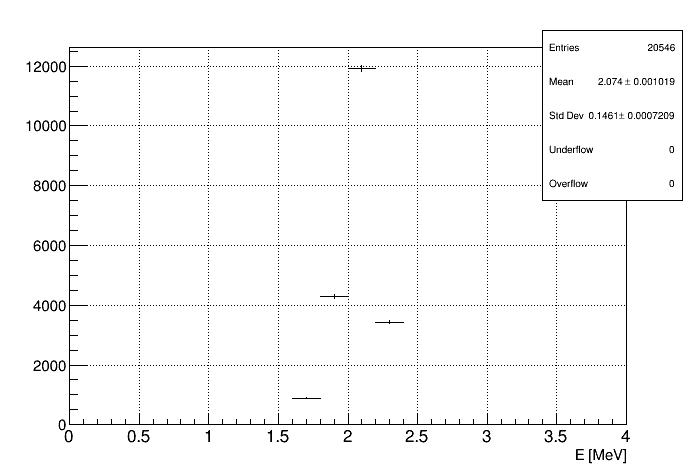 Entries 20546
Mean 2.074 ± 0.001019
Std Dev 0.1461± 0.0007209
Underflow 0
Overflow 0
12000
10000
8000
6000
4000
2000
0
0 0.5 1 1.5 2 2.5 3 3.5 4
E [MeV]